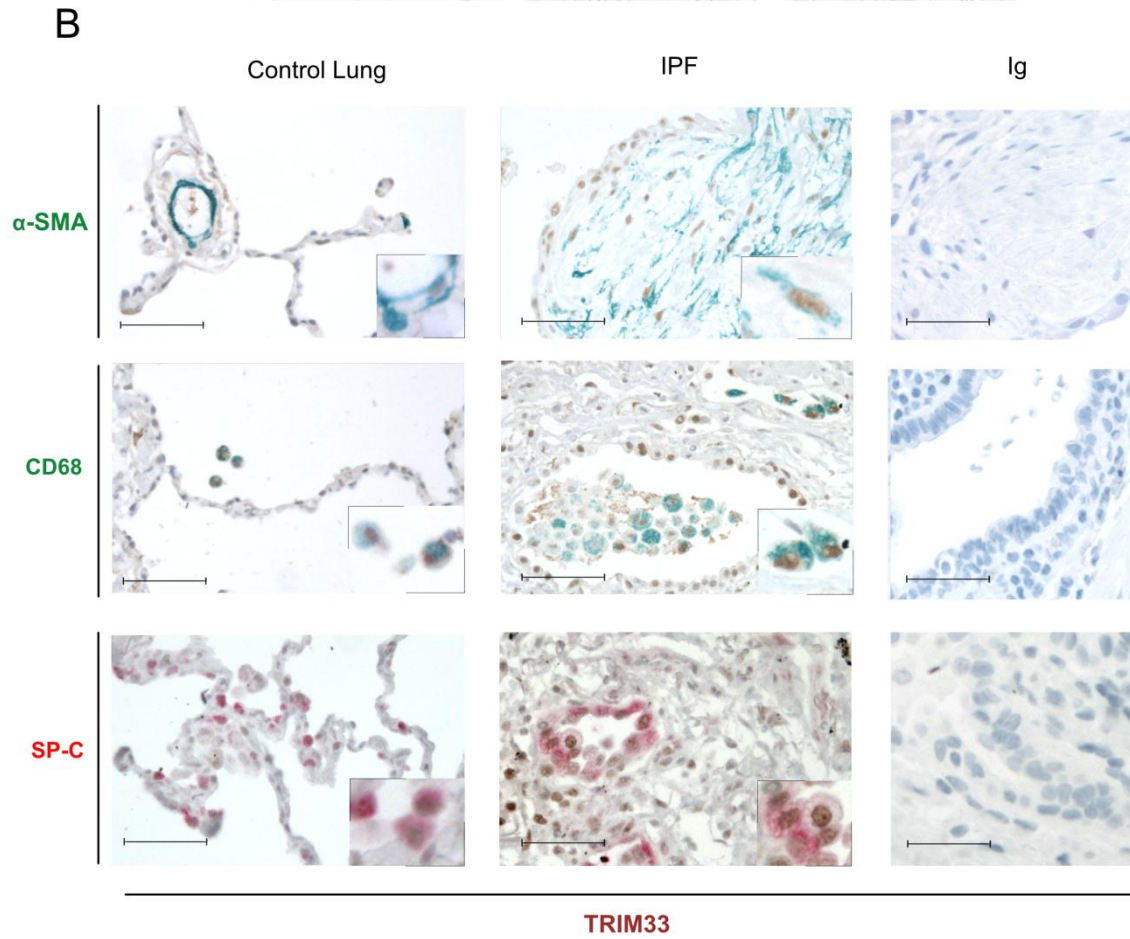 B
Control Lung
IPF
Ig
α-SMA
CD68
SP-C
TRIM33